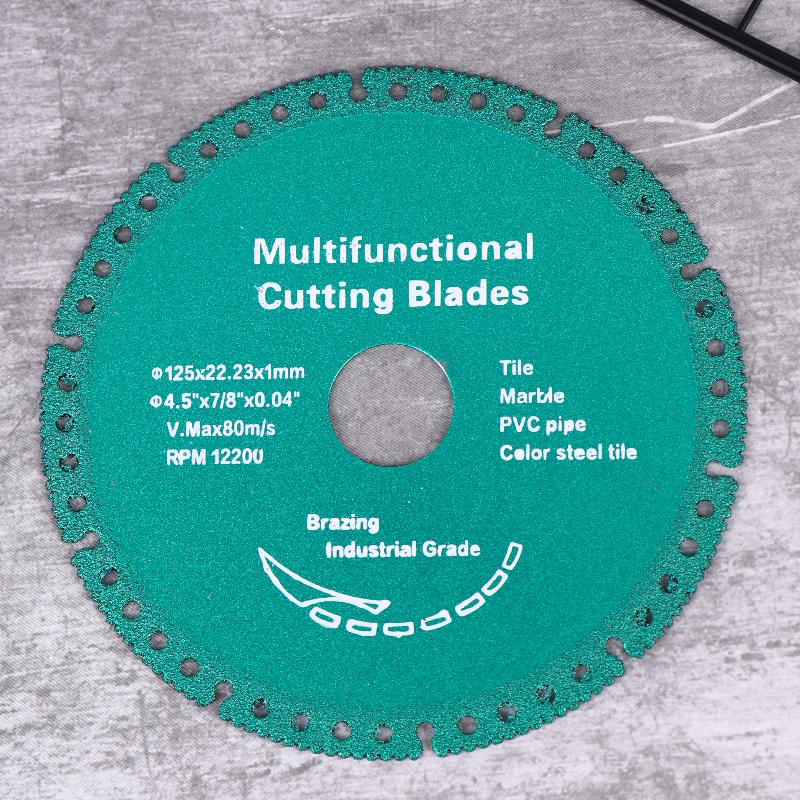 Multifunctional
Cutting Blades
Φ125x22.23x1mm
Φ4.5"x7/8"x0.04"
V.Max80m/s
RPM 12200
Tile
Marble
PVC pipe
Color steel tile
Brazing
Industrial Grade